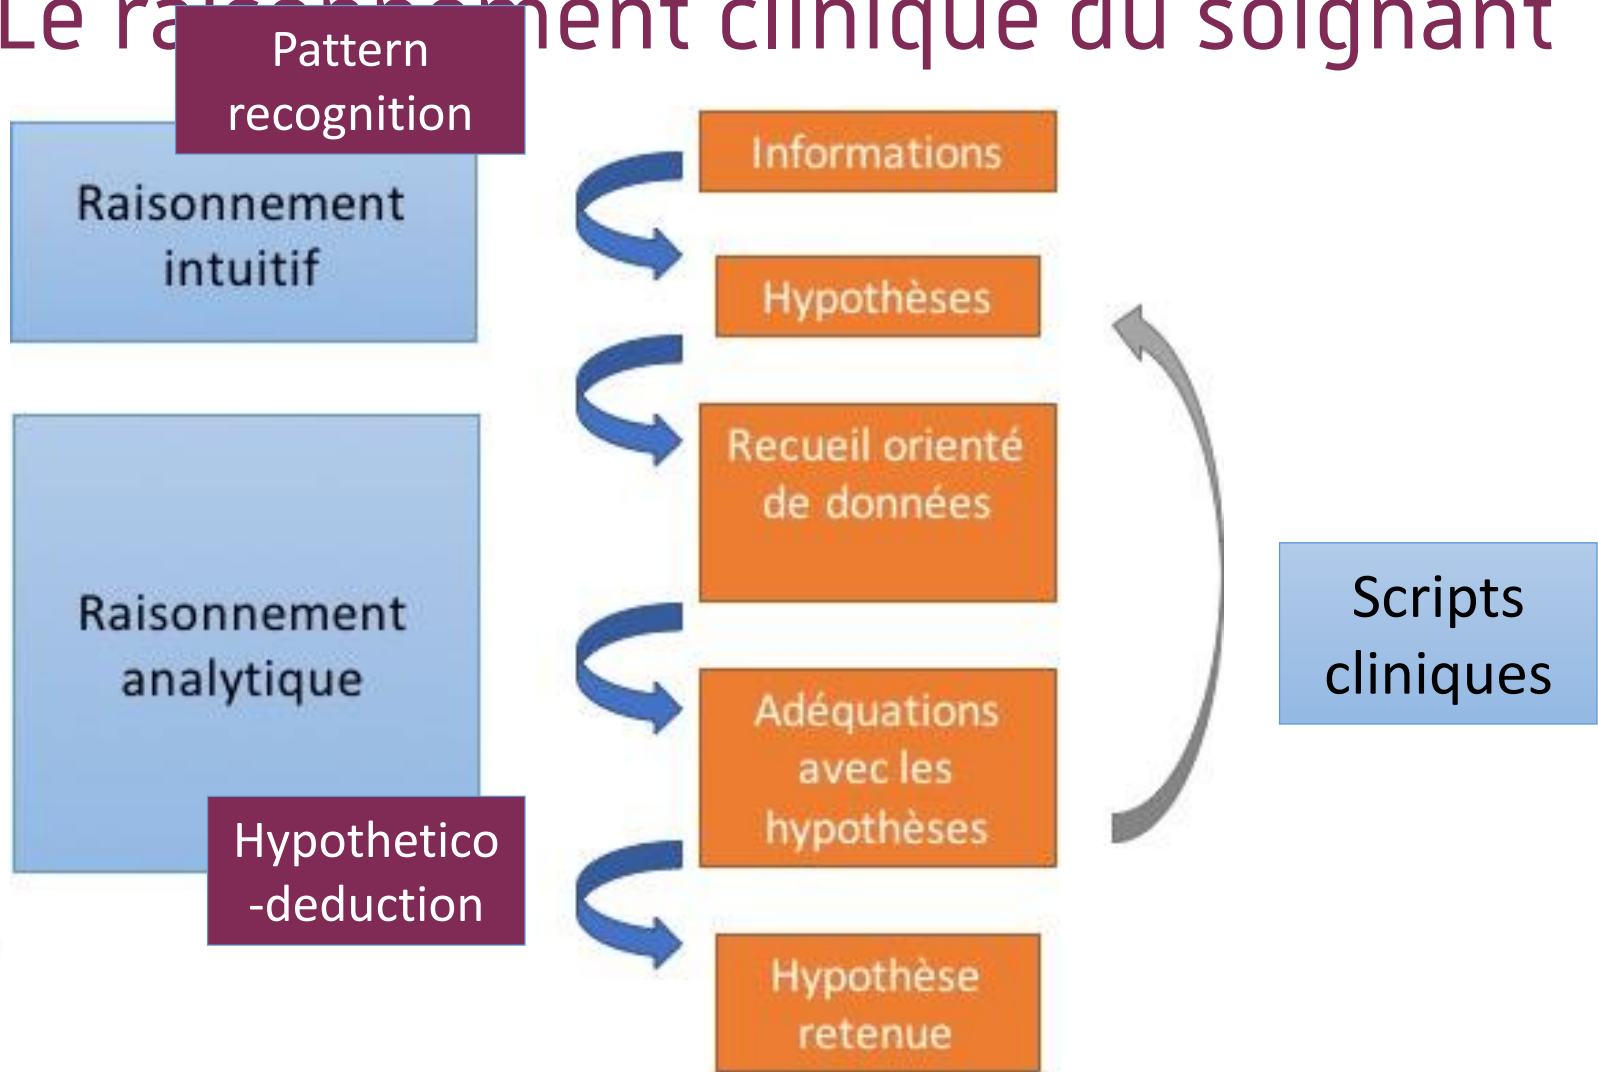 Le ra ment clinique du soignant
Pattern
recognition
Raisonnement
intuitif
Informations
Hypothèses
Recueil orienté
de données
Raisonnement
analytique
Scripts
cliniques
Adéquations
avec les
hypothèses
Hypothetico
-deduction
Hypothèse
retenue